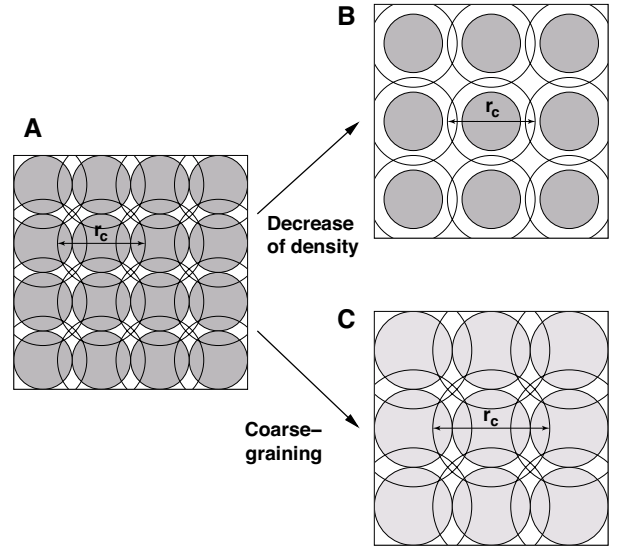 A
r_c
B
r_c
Decrease
of density
C
r_c
Coarse–
graining